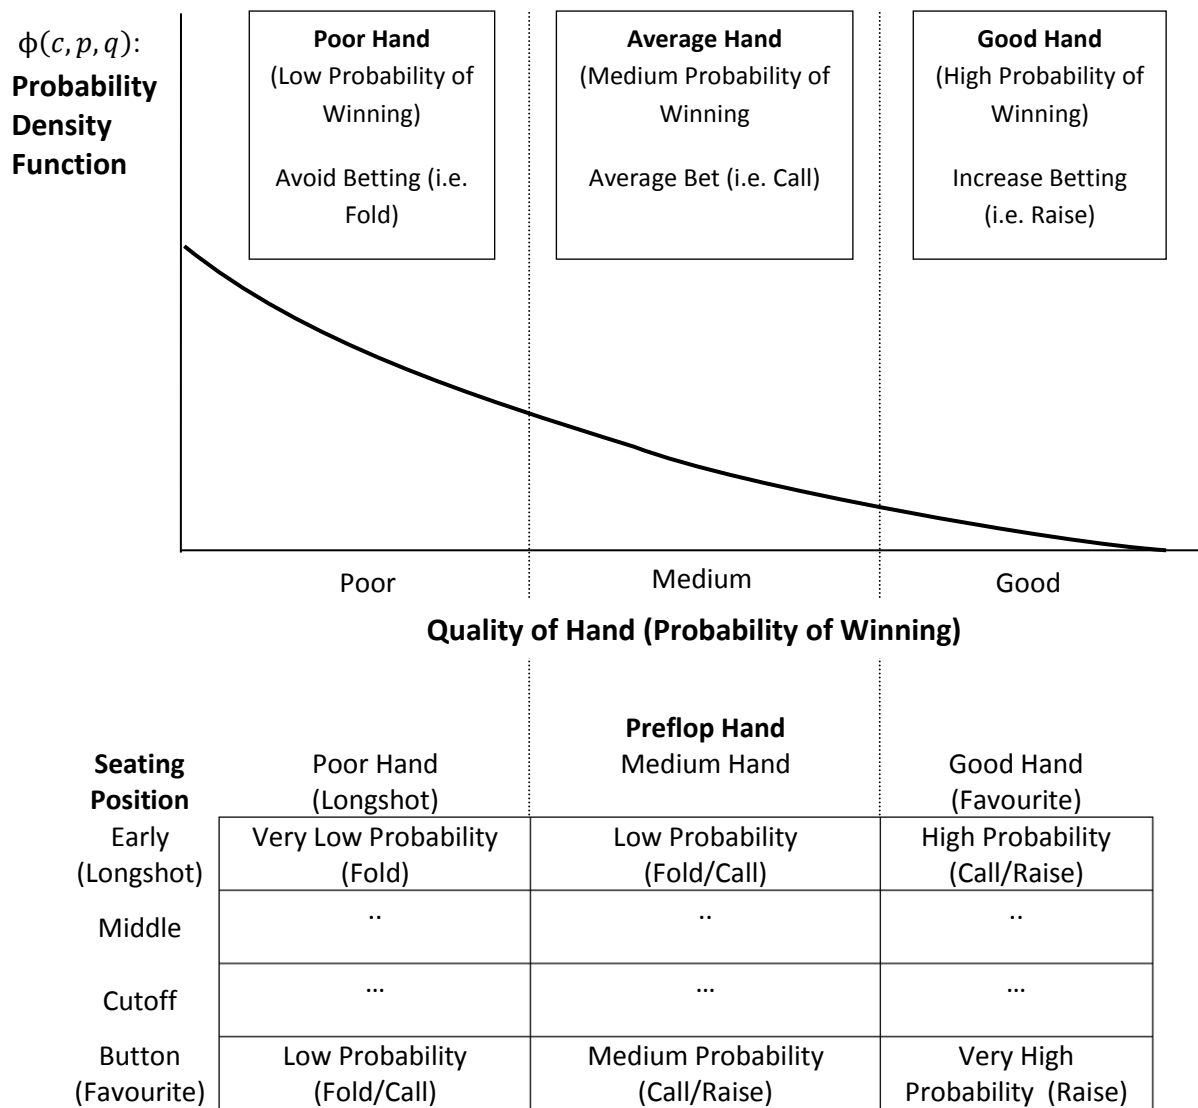 ϕ(c, p, q):
Probability
Density
Function
Poor Hand
(Low Probability of
Winning)
Avoid Betting (i.e.
Fold)
Average Hand
(Medium Probability of
Winning
Average Bet (i.e. Call)
Good Hand
(High Probability of
Winning)
Increase Betting
(i.e. Raise)
Poor
Medium
Good
Quality of Hand (Probability of Winning)
Preflop Hand
Seating
Position
Poor Hand
(Longshot)
Medium Hand
Good Hand
(Favourite)
Early
(Longshot)
Very Low Probability
(Fold)
Low Probability
(Fold/Call)
High Probability
(Call/Raise)
Middle
..
..
..
Cutoff
...
...
...
Button
(Favourite)
Low Probability
(Fold/Call)
Medium Probability
(Call/Raise)
Very High
Probability (Raise)